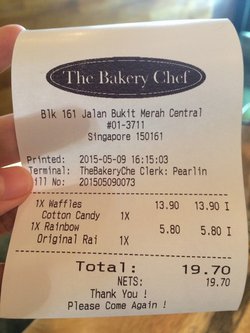 The Bakery Chef
Blk 161 Jalan Bukit Merah Central
#01-3711
Singapore 150161
Printed: 2015-05-09 16:15:03
Terminal: TheBakeryChe Clerk: Pearlin
Bill No: 201505090073
1X Waffles 13.90 13.90 I
Cotton Candy 1X
1X Rainbow 5.80 5.80 I
Original Rai 1X
Total: 19.70
NETS: 19.70
Thank You !
Please Come Again !